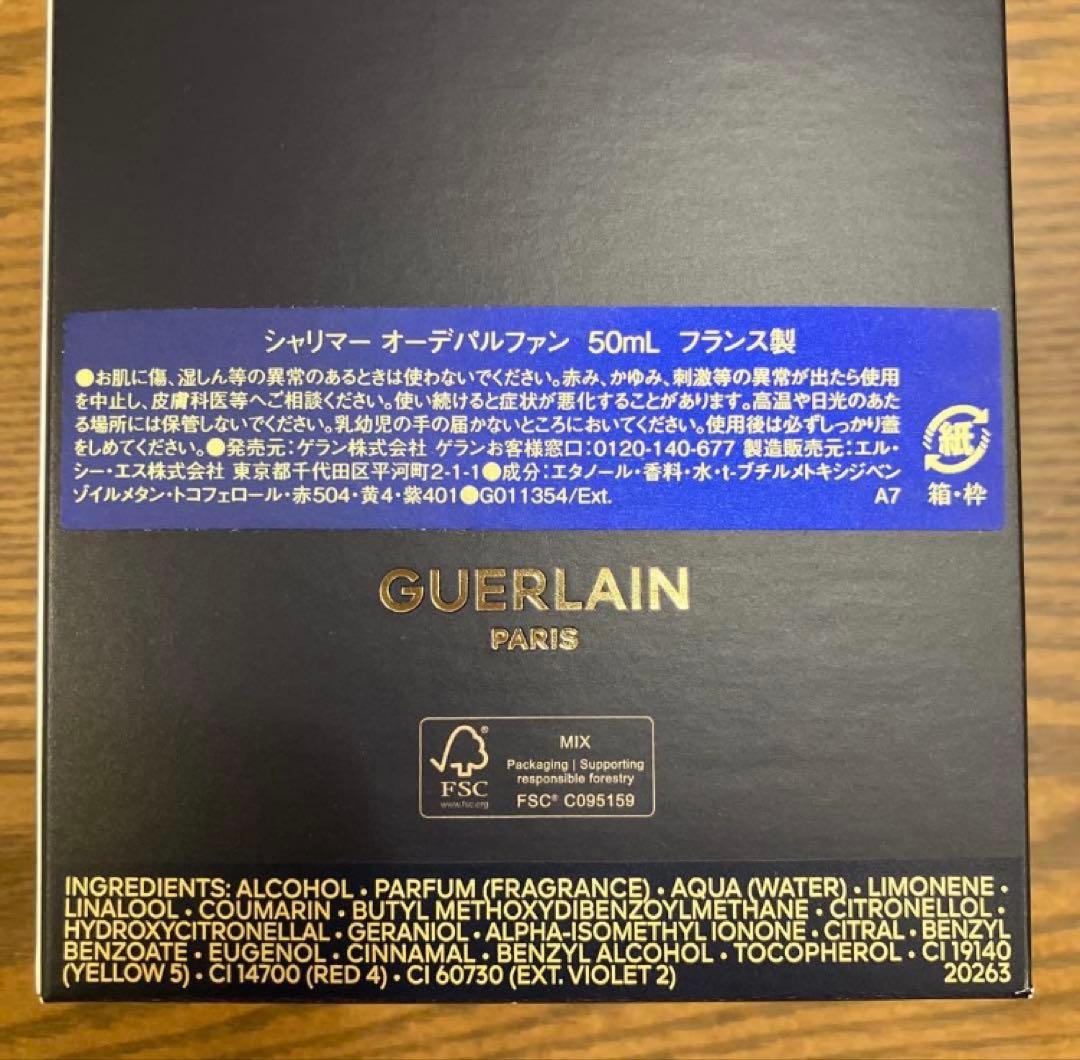 シャリマー オーデパルファン 50mL フランス製
●お肌に傷、湿しん等の異常のあるときは使わないでください。赤み、かゆみ、刺激等の異常が出たら使用
を中止し、皮膚科医等へご相談ください。使い続けると症状が悪化することがあります。高温や日光のあた
る場所には保管しないでください。乳幼児の手の届かないところにおいてください。使用後は必ずしっかり蓋
をしめてください。●発売元：ゲラン株式会社 ゲランお客様窓口：0120-140-677 製造販売元：エル・
シー・エス株式会社 東京都千代田区平河町2-1-1●成分：エタノール・香料・水・t-ブチルメトキシジベン
ゾイルメタン・トコフェロール・赤504・黄4・紫401●G011354/Ext. A7
紙
箱・枠
GUERLAIN
PARIS
FSC®
www.fsc.org
MIX
Packaging | Supporting
responsible forestry
FSC® C095159
INGREDIENTS: ALCOHOL • PARFUM (FRAGRANCE) • AQUA (WATER) • LIMONENE •
LINALOOL • COUMARIN • BUTYL METHOXYDIBENZOYLMETHANE • CITRONELLOL •
HYDROXYCITRONELLAL • GERANIOL • ALPHA-ISOMETHYL IONONE • CITRAL • BENZYL
BENZOATE • EUGENOL • CINNAMAL • BENZYL ALCOHOL • TOCOPHEROL • CI 19140
(YELLOW 5) • CI 14700 (RED 4) • CI 60730 (EXT. VIOLET 2) 20263